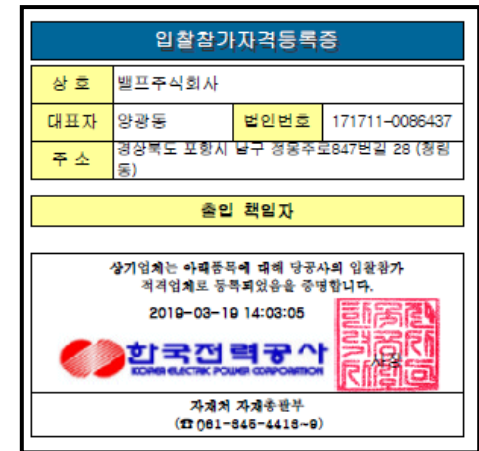 입찰참가자격등록증
상 호 밸프주식회사
대표자 양광동 법인번호 171711-0086437
주 소 경상북도 포항시 남구 정몽주로847번길 28 (청림동)
출입 책임자
상기업체는 아래품목에 대해 당공사의 입찰참가
적격업체로 등록되었음을 증명합니다.
2019-03-19 14:03:05
한국전력공사
KOREA ELECTRIC POWER CORPORATION
자재처 자재총괄부
(☎ 061-345-4418~9)